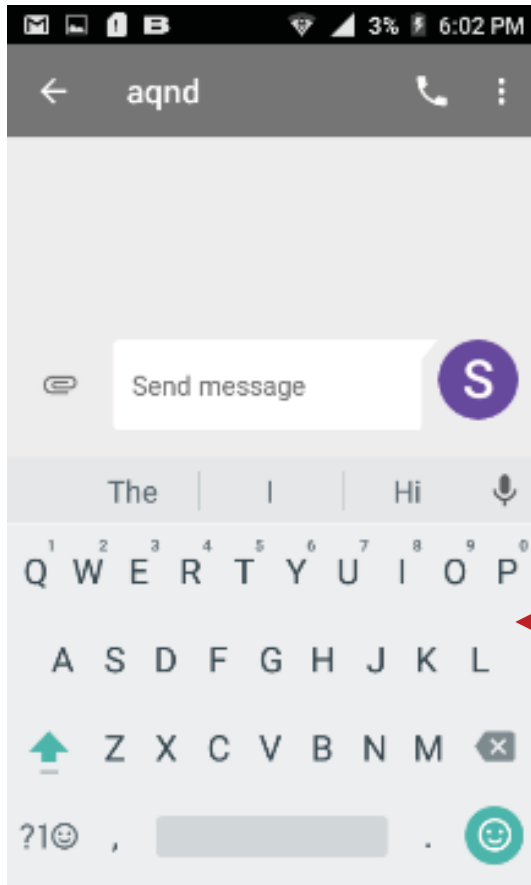 3% 6:02 PM
aqnd
Send message
S
The I Hi
1 2 3 4 5 6 7 8 9 0
Q W E R T Y U I O P
A S D F G H J K L
Z X C V B N M
?1☺ , .